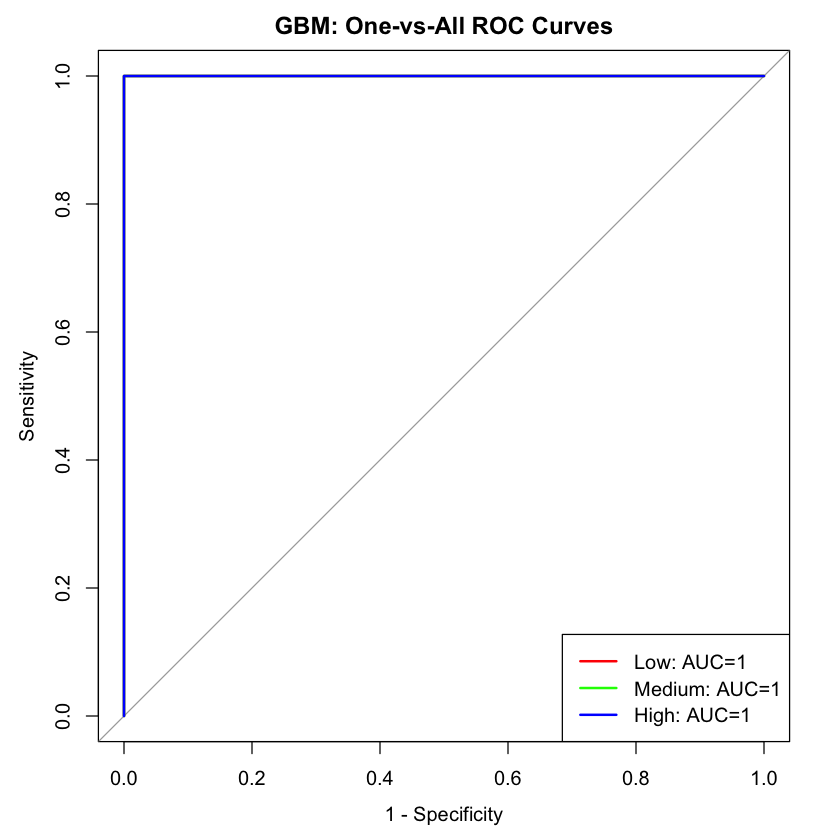 GBM: One-vs-All ROC Curves
Sensitivity
1.0
0.8
0.6
0.4
0.2
0.0
Low: AUC=1
Medium: AUC=1
High: AUC=1
0.0 0.2 0.4 0.6 0.8 1.0
1 - Specificity